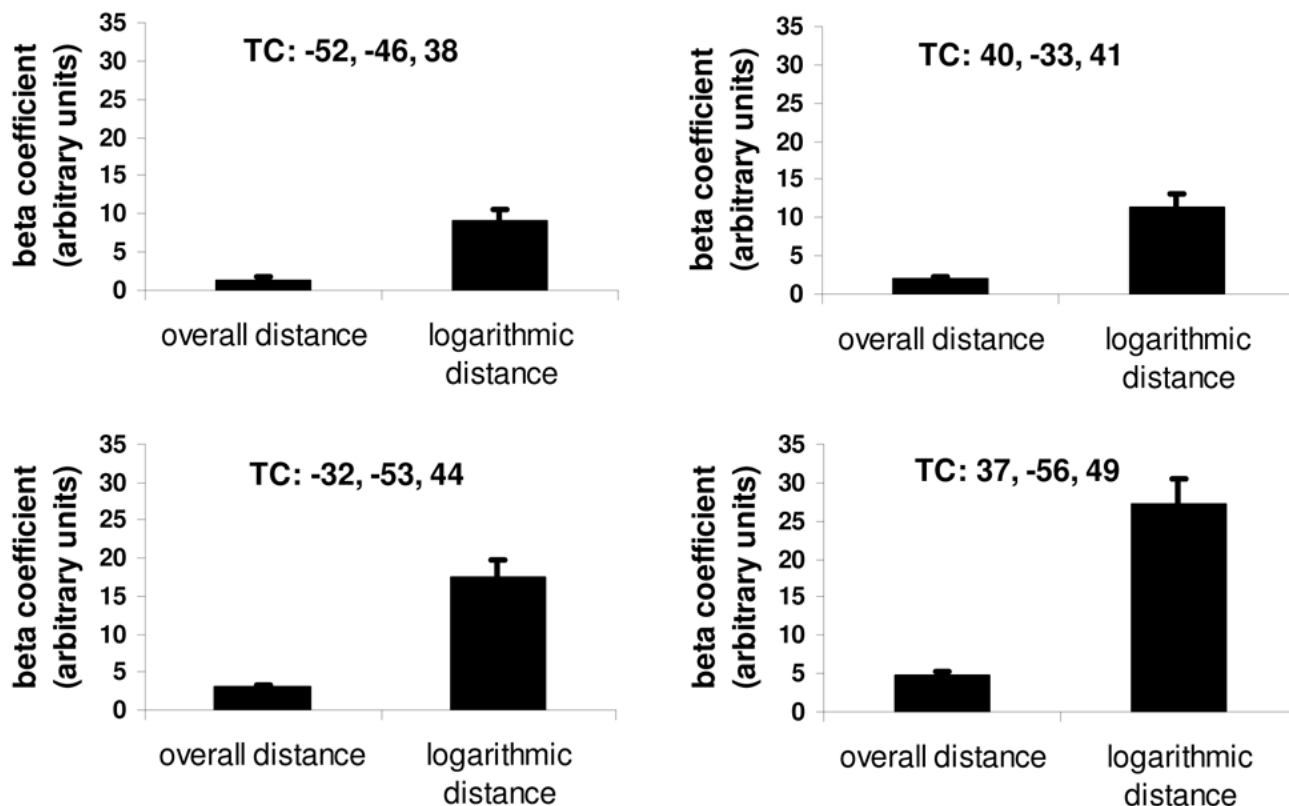 beta coefficient
(arbitrary units)
35
30
25
20
15
10
5
0
TC: -52, -46, 38
overall distance
logarithmic
distance
beta coefficient
(arbitrary units)
35
30
25
20
15
10
5
0
TC: 40, -33, 41
overall distance
logarithmic
distance
beta coefficient
(arbitrary units)
35
30
25
20
15
10
5
0
TC: -32, -53, 44
overall distance
logarithmic
distance
beta coefficient
(arbitrary units)
35
30
25
20
15
10
5
0
TC: 37, -56, 49
overall distance
logarithmic
distance